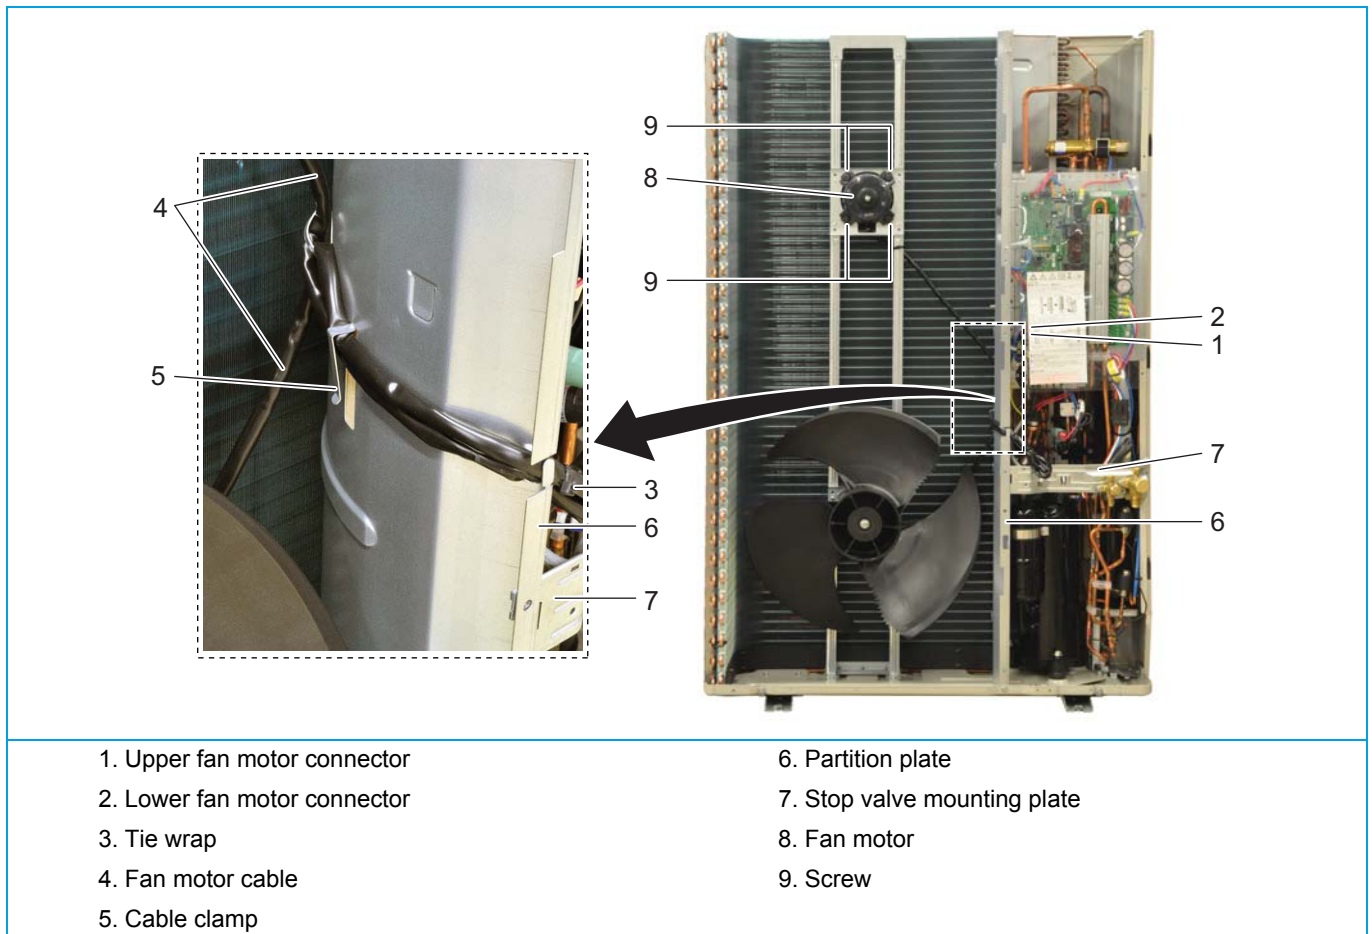 9
8
9
2
1
7
6
4
5
3
6
7
1. Upper fan motor connector
2. Lower fan motor connector
3. Tie wrap
4. Fan motor cable
5. Cable clamp
6. Partition plate
7. Stop valve mounting plate
8. Fan motor
9. Screw